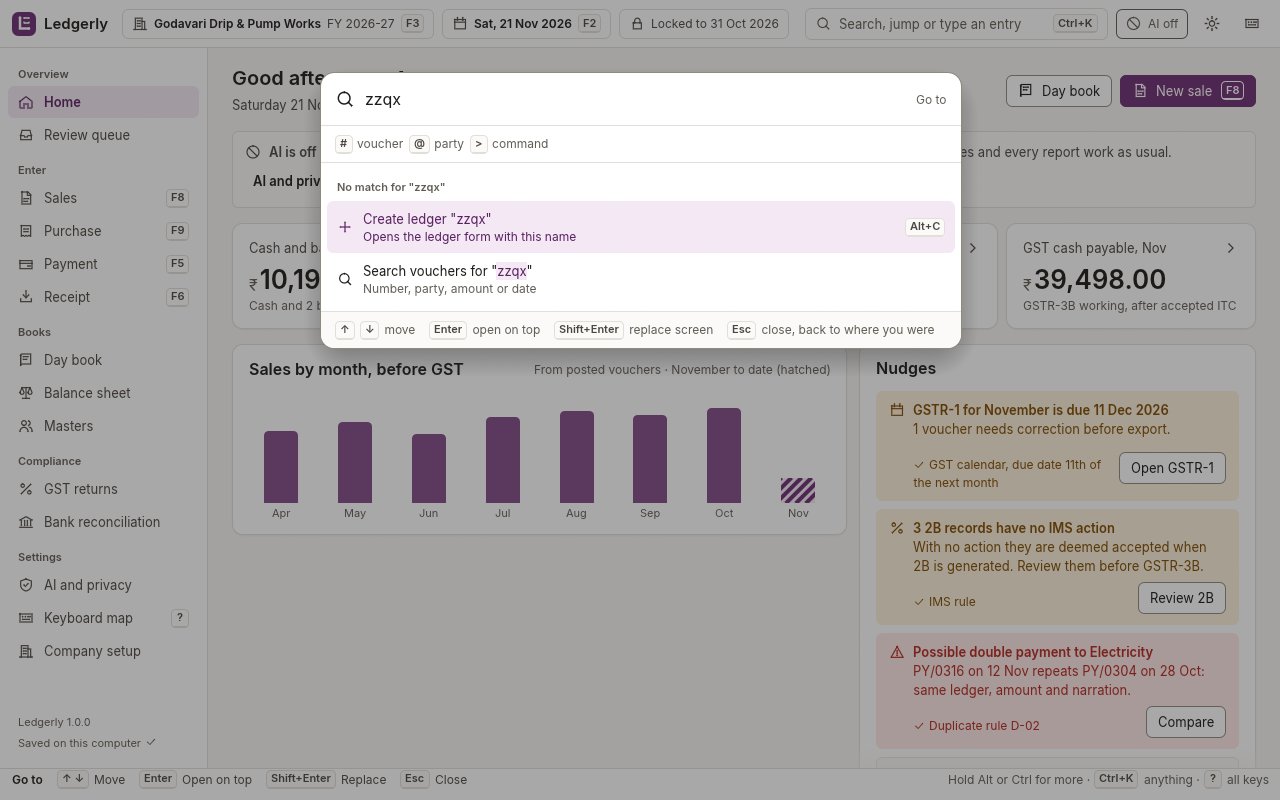 Ledgerly
Godavari Drip & Pump Works FY 2026-27 F3
Sat, 21 Nov 2026 F2
Locked to 31 Oct 2026
Search, jump or type an entry Ctrl+K
AI off
Overview
Home
Review queue
Enter
Sales F8
Purchase F9
Payment F5
Receipt F6
Books
Day book
Balance sheet
Masters
Compliance
GST returns
Bank reconciliation
Settings
AI and privacy
Keyboard map ?
Company setup
Ledgerly 1.0.0
Saved on this computer
Good
Saturday 21
Day book
New sale F8
AI is off
es and every report work as usual.
AI and
zzqx
Go to
# voucher @ party > command
No match for "zzqx"
Create ledger "zzqx"
Opens the ledger form with this name
Alt+C
Search vouchers for "zzqx"
Number, party, amount or date
↑ ↓ move Enter open on top Shift+Enter replace screen Esc close, back to where you were
Cash and
₹10,19
Cash and 2
GST cash payable, Nov
₹39,498.00
GSTR-3B working, after accepted ITC
Sales by month, before GST
From posted vouchers · November to date (hatched)
Apr May Jun Jul Aug Sep Oct Nov
Nudges
GSTR-1 for November is due 11 Dec 2026
1 voucher needs correction before export.
✓ GST calendar, due date 11th of
the next month
Open GSTR-1
3 2B records have no IMS action
With no action they are deemed accepted when
2B is generated. Review them before GSTR-3B.
✓ IMS rule
Review 2B
Possible double payment to Electricity
PY/0316 on 12 Nov repeats PY/0304 on 28 Oct:
same ledger, amount and narration.
✓ Duplicate rule D-02
Compare
Go to ↑ ↓ Move Enter Open on top Shift+Enter Replace Esc Close
Hold Alt or Ctrl for more · Ctrl+K anything · ? all keys